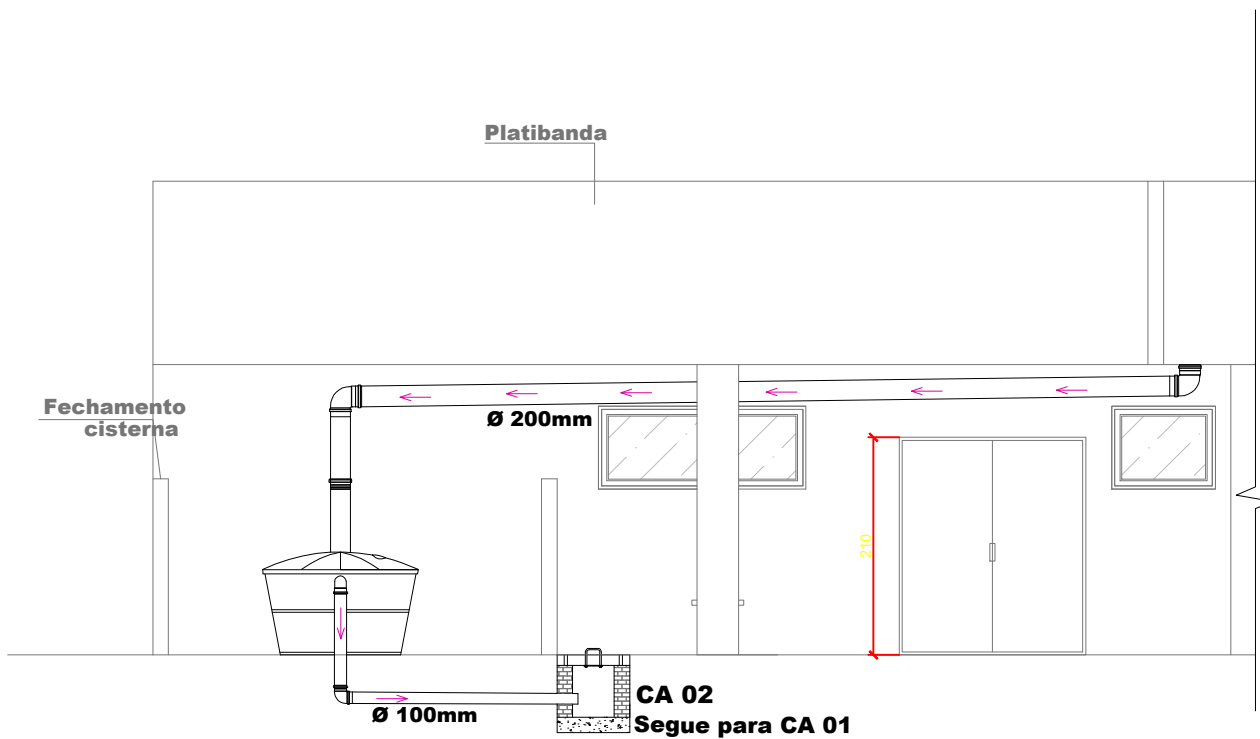 Platibanda
Fechamento
cisterna
Ø 200mm
210
CA 02
Ø 100mm
Segue para CA 01